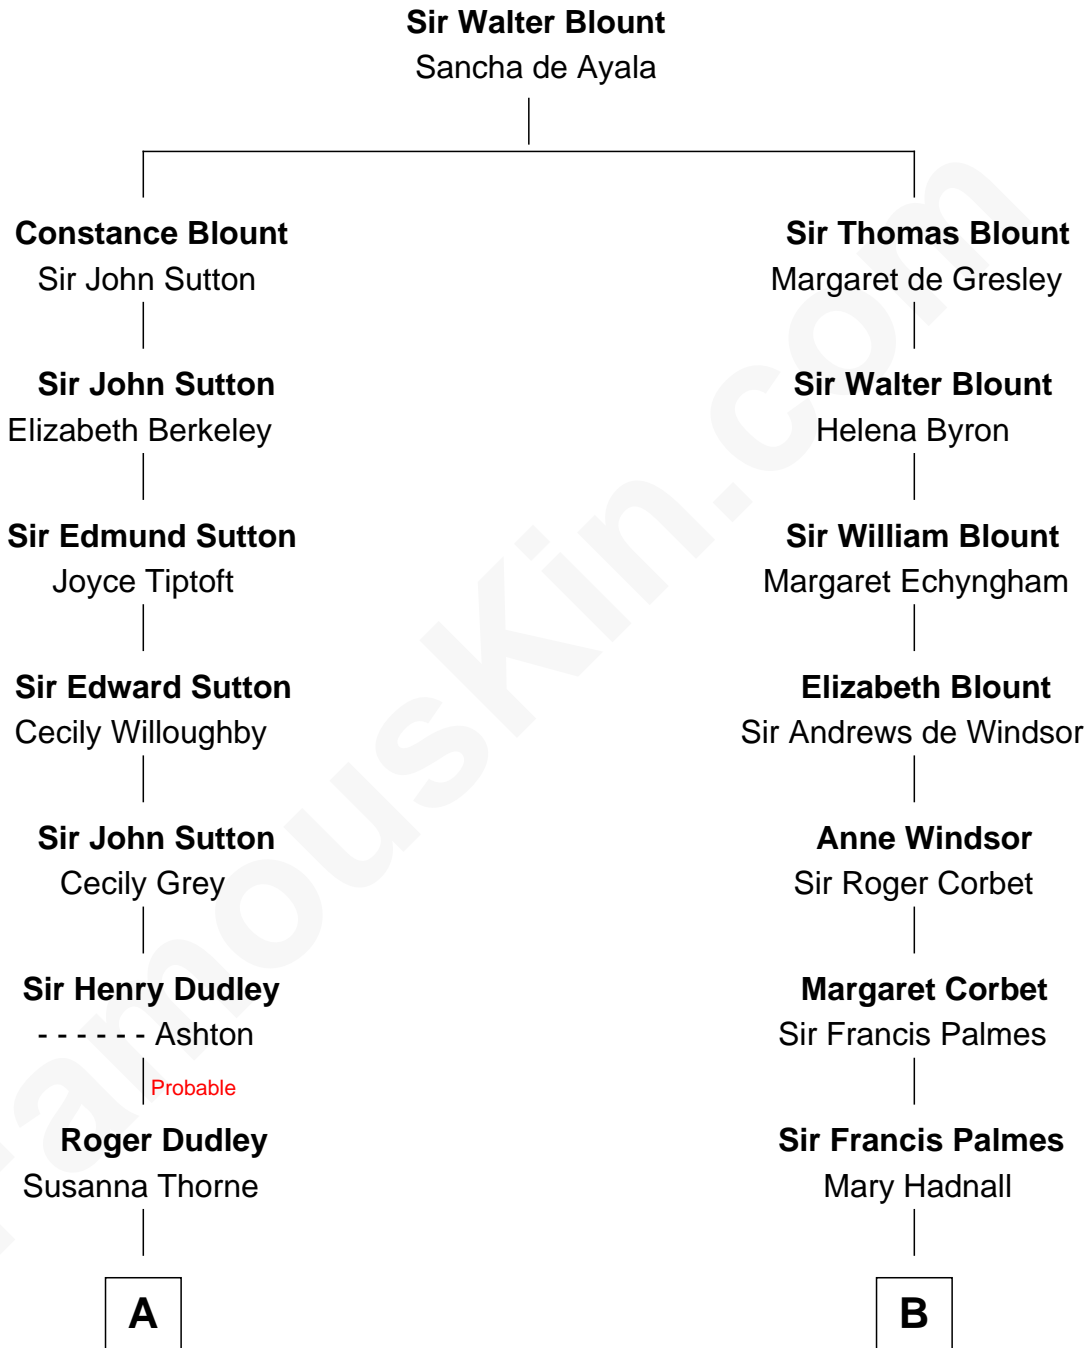 Sir Walter Blount
Sancha de Ayala
Constance Blount
Sir John Sutton
Sir Thomas Blount
Margaret de Gresley
Sir John Sutton
Elizabeth Berkeley
Sir Walter Blount
Helena Byron
Sir Edmund Sutton
Joyce Tiptoft
Sir William Blount
Margaret Echyngham
Sir Edward Sutton
Cecily Willoughby
Elizabeth Blount
Sir Andrews de Windsor
Sir John Sutton
Cecily Grey
Anne Windsor
Sir Roger Corbet
Sir Henry Dudley
- - - - - - Ashton
Margaret Corbet
Sir Francis Palmes
Probable
Roger Dudley
Susanna Thorne
Sir Francis Palmes
Mary Hadnall
A
B
FamousKin.com